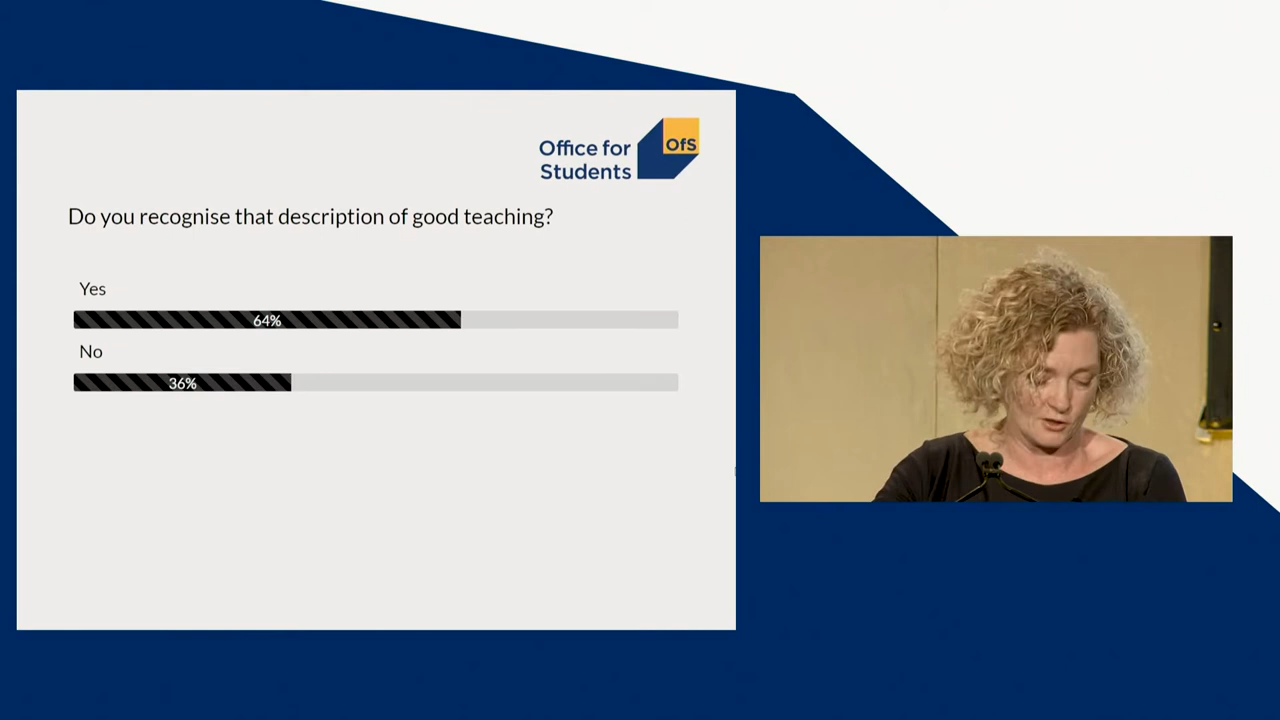 Office for
Students
OfS
Do you recognise that description of good teaching?
Yes
64%
No
36%